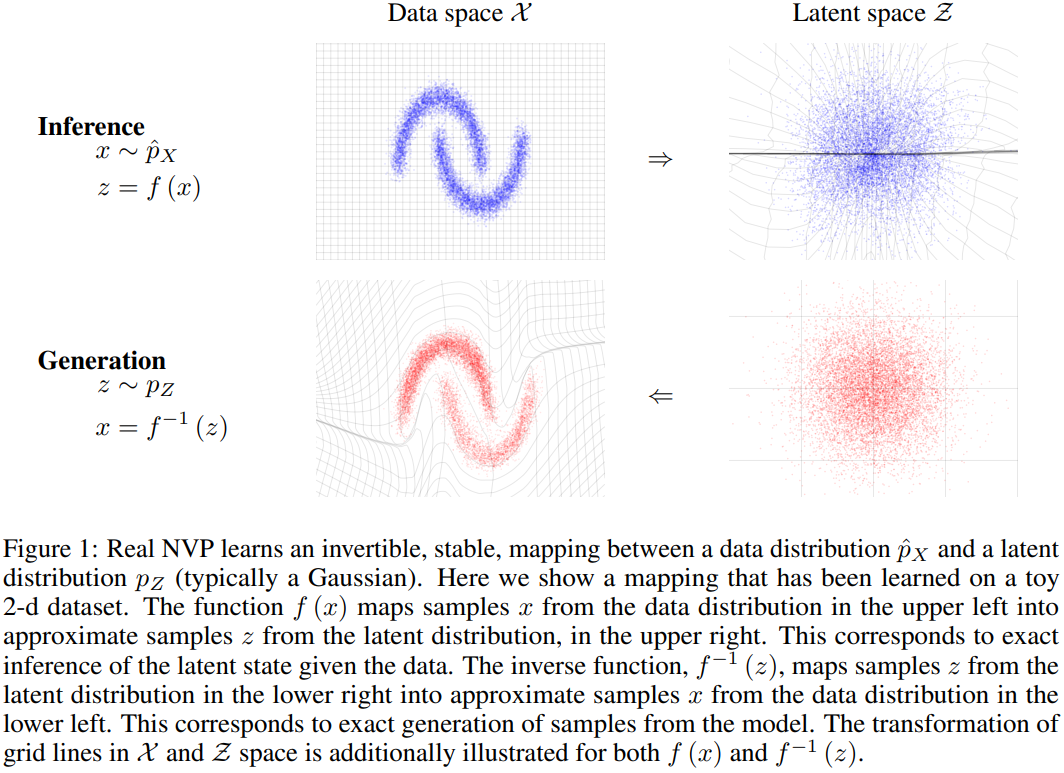 Data space 𝒳
Latent space 𝒵
Inference
x ∼ p̂_X
z = f (x)
⇒
Generation
z ∼ p_Z
x = f⁻¹ (z)
⇐
Figure 1: Real NVP learns an invertible, stable, mapping between a data distribution p̂_X and a latent
distribution p_Z (typically a Gaussian). Here we show a mapping that has been learned on a toy
2-d dataset. The function f (x) maps samples x from the data distribution in the upper left into
approximate samples z from the latent distribution, in the upper right. This corresponds to exact
inference of the latent state given the data. The inverse function, f⁻¹ (z), maps samples z from the
latent distribution in the lower right into approximate samples x from the data distribution in the
lower left. This corresponds to exact generation of samples from the model. The transformation of
grid lines in 𝒳 and 𝒵 space is additionally illustrated for both f (x) and f⁻¹ (z).